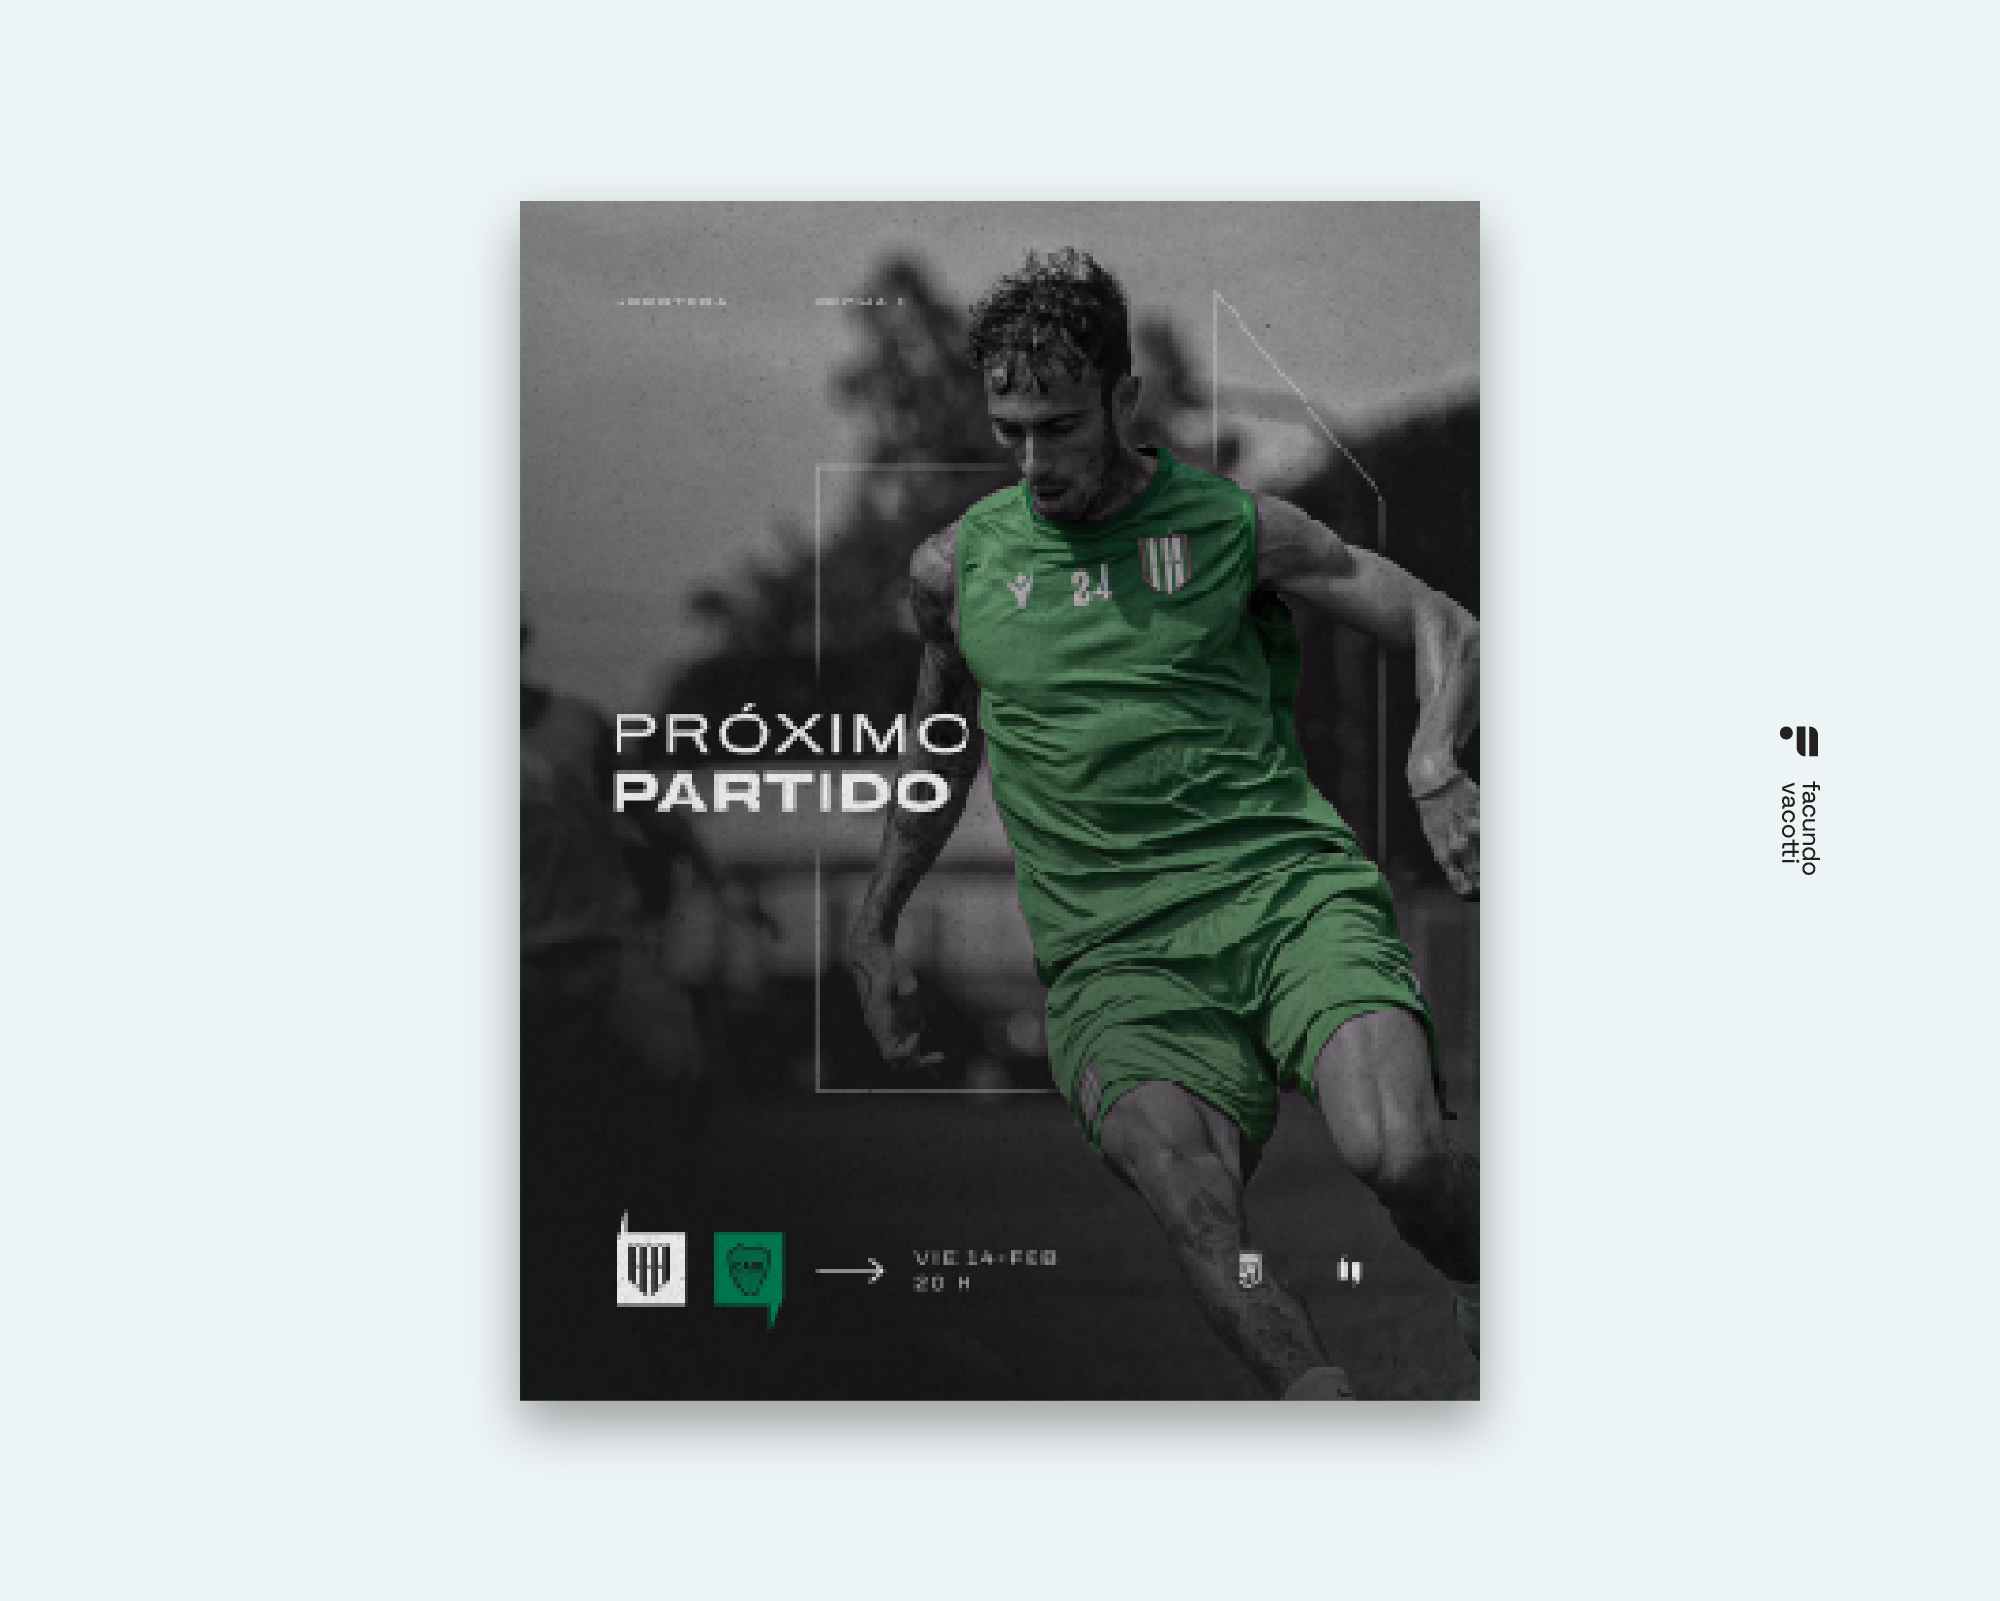 PRÓXIMO
PARTIDO
24
VIE 14-FEB
20 H
facundo
vacotti